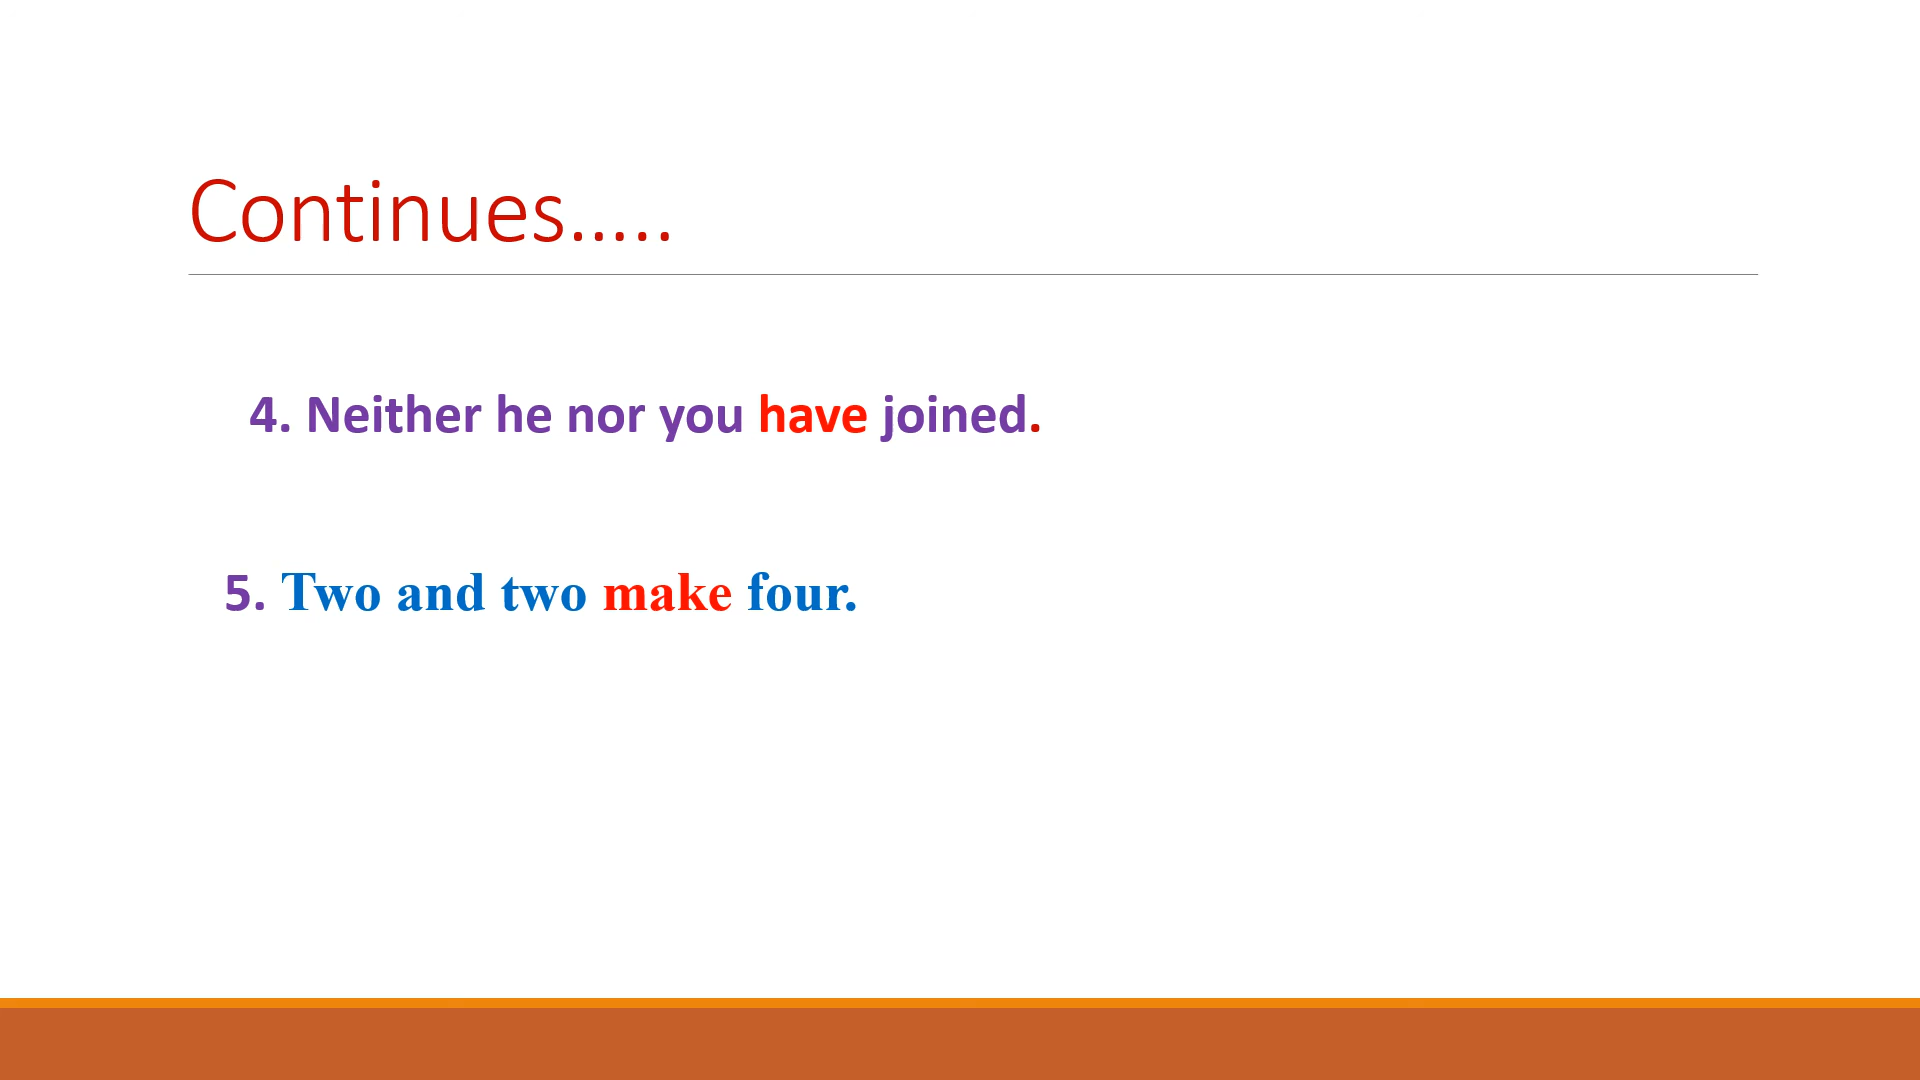 Continues…..
4. Neither he nor you have joined.
5. Two and two make four.